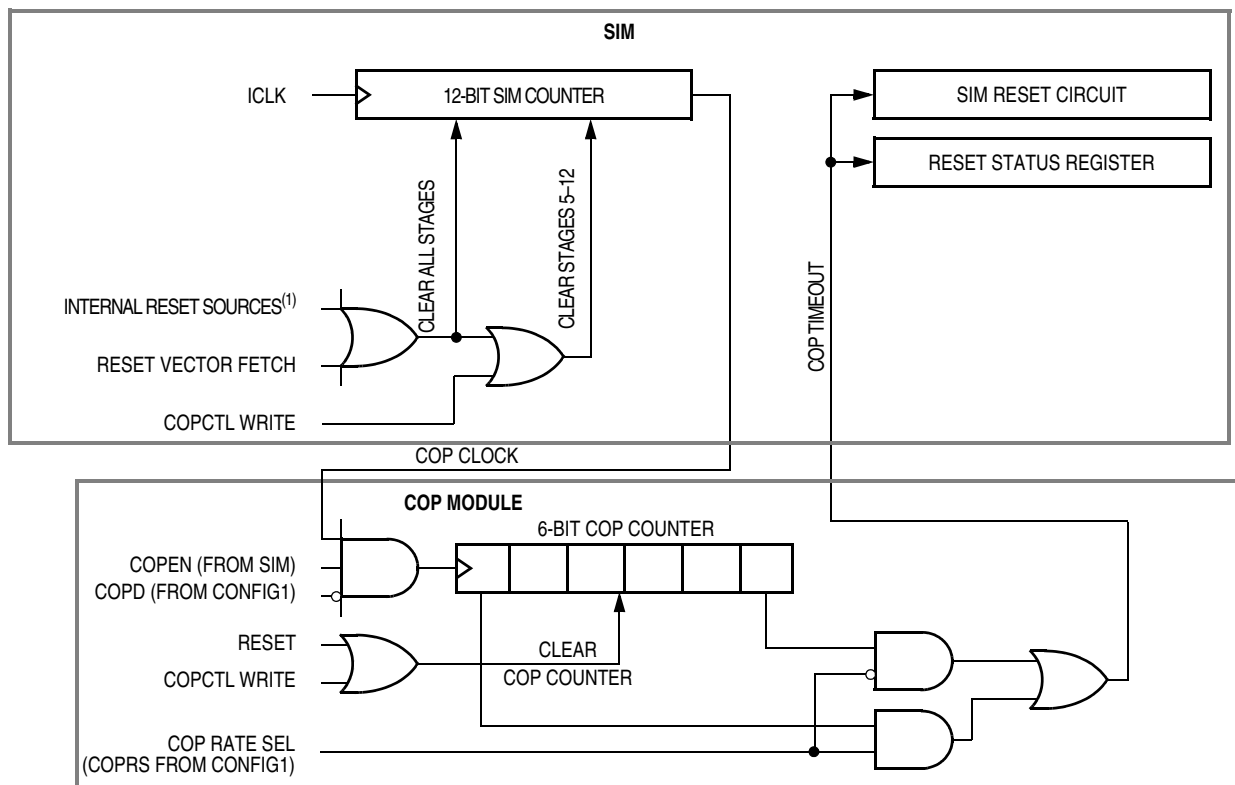 SIM
ICLK
12-BIT SIM COUNTER
SIM RESET CIRCUIT
RESET STATUS REGISTER
CLEAR ALL STAGES
CLEAR STAGES 5–12
COP TIMEOUT
INTERNAL RESET SOURCES(1)
RESET VECTOR FETCH
COPCTL WRITE
COP CLOCK
COP MODULE
6-BIT COP COUNTER
COPEN (FROM SIM)
COPD (FROM CONFIG1)
RESET
COPCTL WRITE
CLEAR
COP COUNTER
COP RATE SEL
(COPRS FROM CONFIG1)